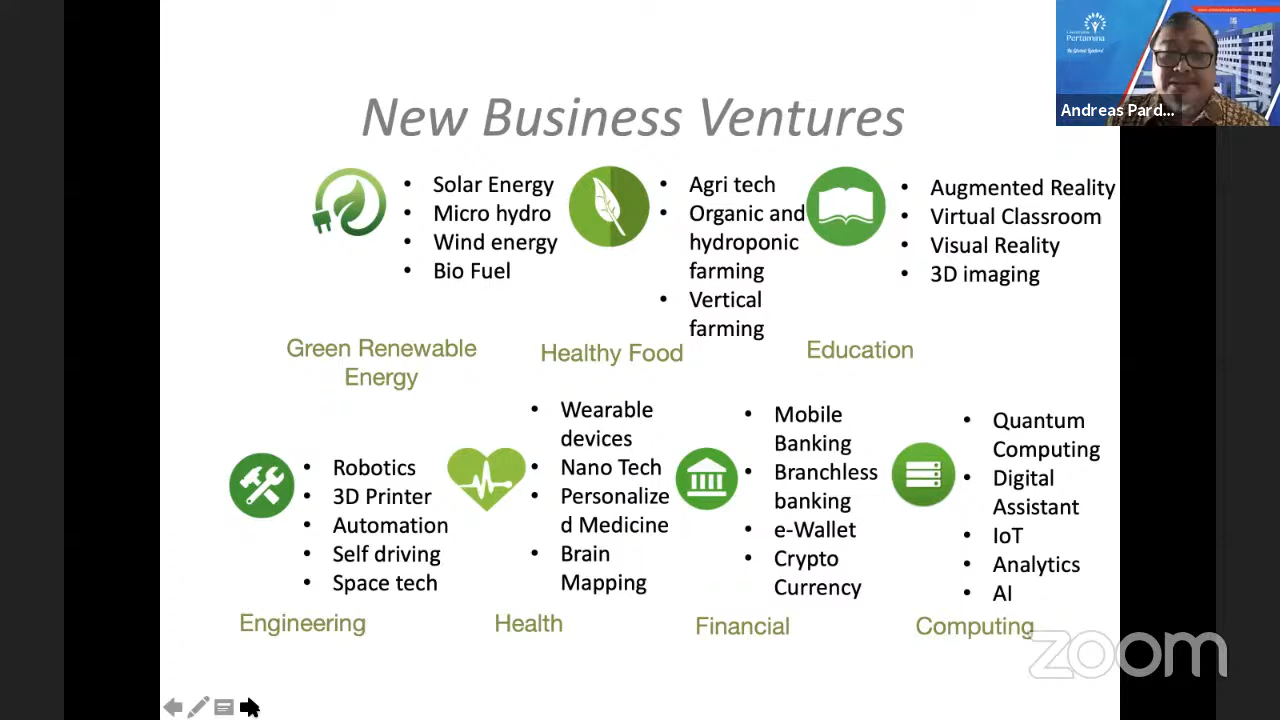 New Business Ventures
• Solar Energy
• Micro hydro
• Wind energy
• Bio Fuel
Green Renewable
Energy
• Agri tech
• Organic and
hydroponic
farming
• Vertical
farming
Healthy Food
• Augmented Reality
• Virtual Classroom
• Visual Reality
• 3D imaging
Education
• Robotics
• 3D Printer
• Automation
• Self driving
• Space tech
Engineering
• Wearable
devices
• Nano Tech
• Personalize
d Medicine
• Brain
Mapping
Health
• Mobile
Banking
• Branchless
banking
• e-Wallet
• Crypto
Currency
Financial
• Quantum
Computing
• Digital
Assistant
• IoT
• Analytics
• AI
Computing
Pertamina
Andreas Pard...
zoom